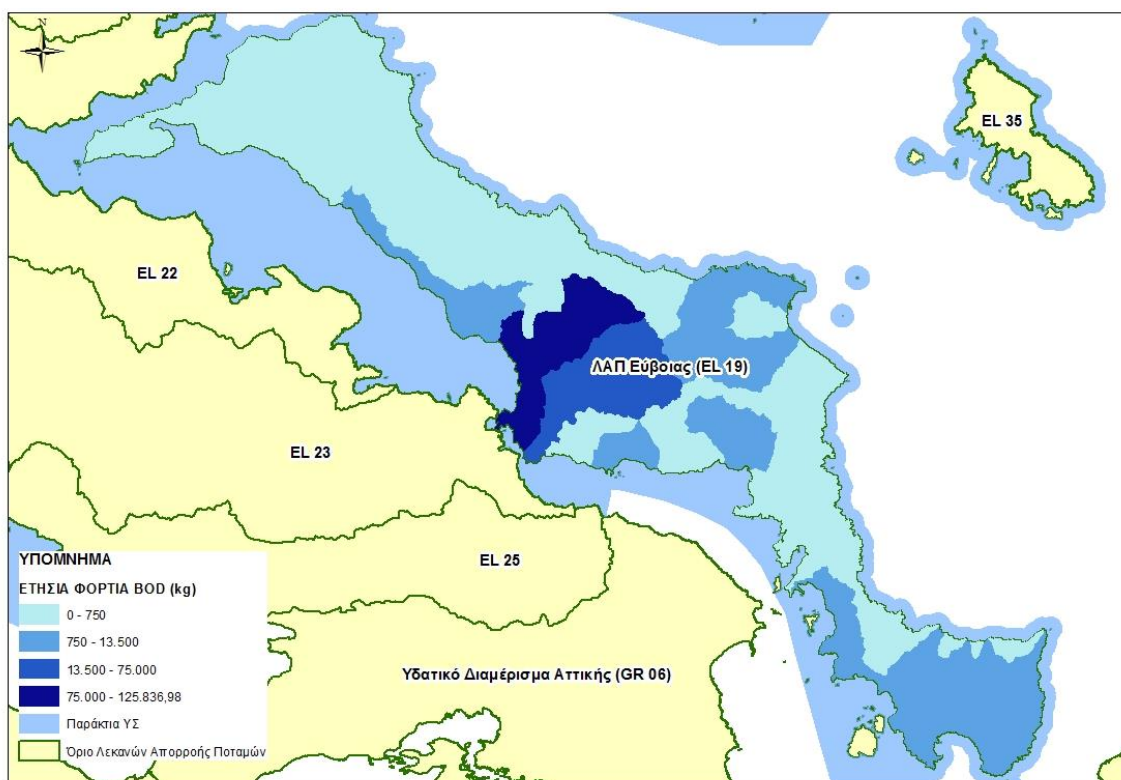 N
EL 35
EL 22
ΛΑΠ Εύβοιας (EL 19)
EL 23
EL 25
Υδατικό Διαμέρισμα Αττικής (GR 06)
ΥΠΟΜΝΗΜΑ
ΕΤΗΣΙΑ ΦΟΡΤΙΑ BOD (kg)
0 - 750
750 - 13.500
13.500 - 75.000
75.000 - 125.836,98
Παράκτια ΥΣ
Όριο Λεκανών Απορροής Ποταμών